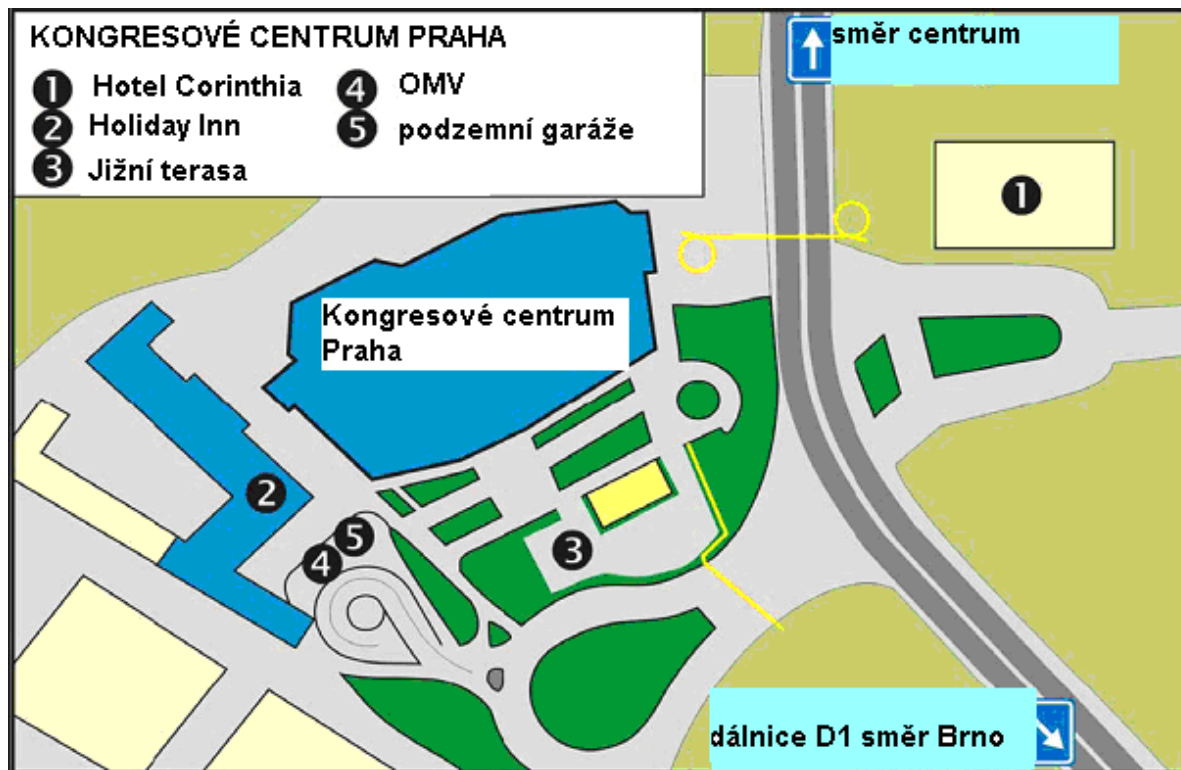 KONGRESOVÉ CENTRUM PRAHA
1 Hotel Corinthia
2 Holiday Inn
3 Jižní terasa
4 OMV
5 podzemní garáže
směr centrum
1
Kongresové centrum
Praha
2
5
4
3
dálnice D1 směr Brno